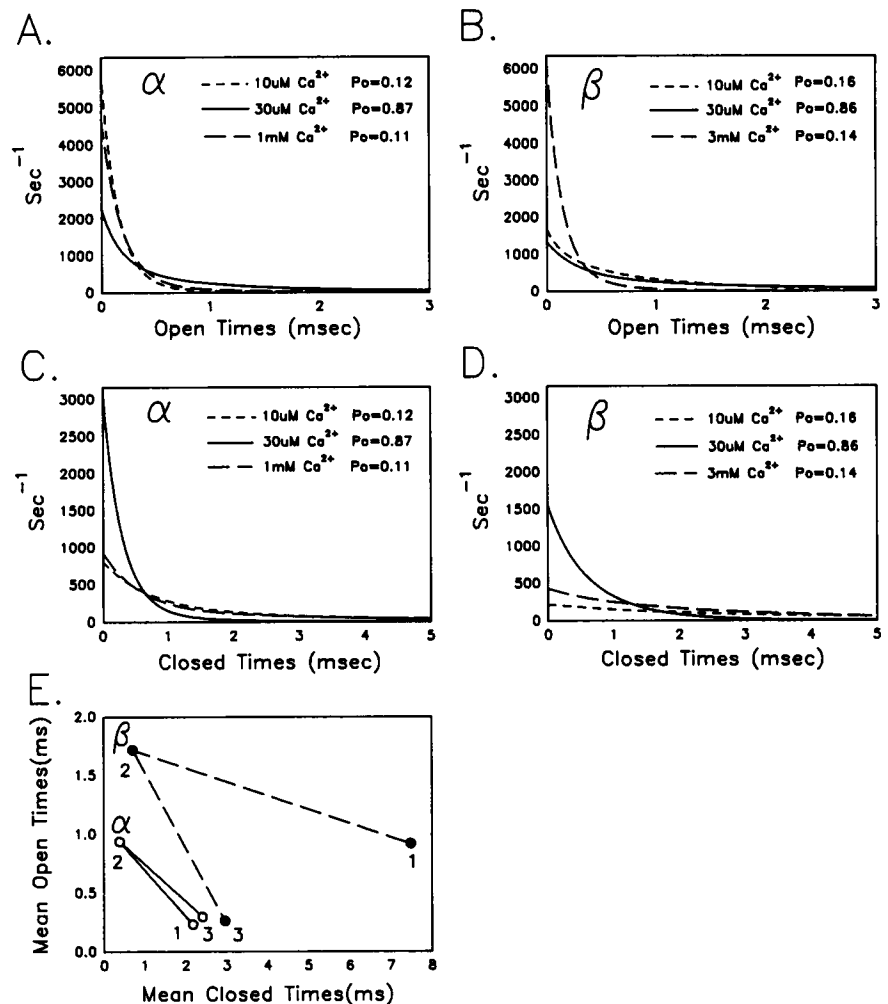 A.
α
10uM Ca²⁺ Po=0.12
30uM Ca²⁺ Po=0.87
1mM Ca²⁺ Po=0.11
6000
5000
4000
3000
2000
1000
0
Sec⁻¹
0 1 2 3
Open Times (msec)
B.
β
10uM Ca²⁺ Po=0.16
30uM Ca²⁺ Po=0.86
3mM Ca²⁺ Po=0.14
6000
5000
4000
3000
2000
1000
0
Sec⁻¹
0 1 2 3
Open Times (msec)
C.
α
10uM Ca²⁺ Po=0.12
30uM Ca²⁺ Po=0.87
1mM Ca²⁺ Po=0.11
3000
2500
2000
1500
1000
500
0
Sec⁻¹
0 1 2 3 4 5
Closed Times (msec)
D.
β
10uM Ca²⁺ Po=0.16
30uM Ca²⁺ Po=0.86
3mM Ca²⁺ Po=0.14
3000
2500
2000
1500
1000
500
0
Sec⁻¹
0 1 2 3 4 5
Closed Times (msec)
E.
2.0
1.5
1.0
0.5
0.0
Mean Open Times(ms)
β
2
α
2
1
1 3 3
0 1 2 3 4 5 6 7 8
Mean Closed Times(ms)